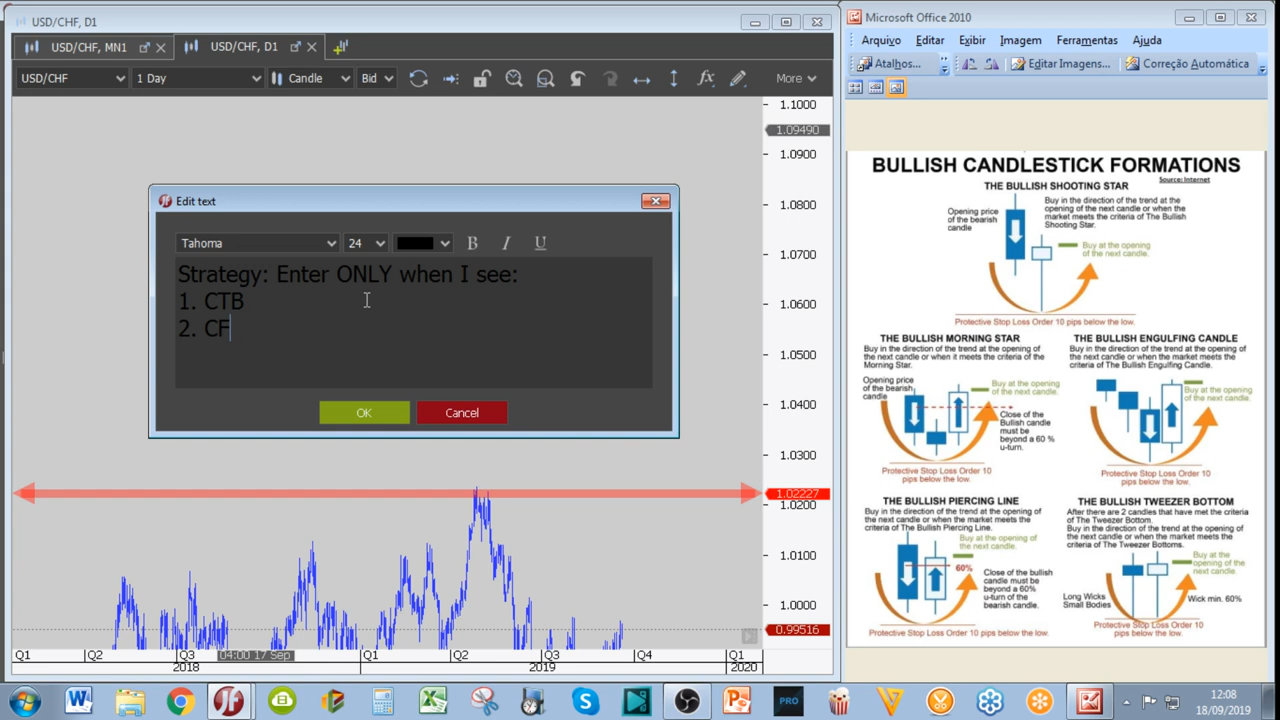 USD/CHF, D1
USD/CHF, MN1
USD/CHF, D1
USD/CHF
1 Day
Candle
Bid
More
1.1000
1.09490
1.0900
1.0800
1.0700
1.0600
1.0500
1.0400
1.0300
1.02227
1.0200
1.0100
1.0000
0.99516
Edit text
Tahoma
24
B
I
U
Strategy: Enter ONLY when I see:
1. CTB
2. CF
OK
Cancel
Q1
Q2
Q3
04:00 17 Sep
Q1
Q2
Q3
Q4
Q1
2018
2019
2020
Microsoft Office 2010
Arquivo
Editar
Exibir
Imagem
Ferramentas
Ajuda
Atalhos...
Editar Imagens...
Correção Automática
BULLISH CANDLESTICK FORMATIONS
Source: Internet
THE BULLISH SHOOTING STAR
Opening price
of the bearish
candle
Buy in the direction of the trend at the
opening of the next candle or when the
market meets the criteria of The Bullish
Shooting Star.
Buy at the opening
of the next candle.
Protective Stop Loss Order 10 pips below the low.
THE BULLISH MORNING STAR
Buy in the direction of the trend at the opening of
the next candle or when it meets the criteria of the
Morning Star.
Opening price
of the bearish
candle
Buy at the opening
of the next candle.
Close of the
Bullish candle
must be
beyond a 60 %
u-turn.
Protective Stop Loss Order 10
pips below the low.
THE BULLISH ENGULFING CANDLE
Buy in the direction of the trend at the opening of
the next candle or when the market meets the
criteria of The Bullish Engulfing Candle.
Buy at the opening
of the next candle.
Protective Stop Loss Order 10
pips below the low.
THE BULLISH PIERCING LINE
Buy in the direction of the trend at the opening of
the next candle or when the market meets the
criteria of The Bullish Piercing Line.
Buy at the opening of
the next candle.
60%
Close of the bullish
candle must be
beyond a 60%
u-turn of the
bearish candle.
Protective Stop Loss Order 10 pips below the low.
THE BULLISH TWEEZER BOTTOM
After there are 2 candles that have met the criteria
of The Tweezer Bottom.
Buy in the direction of the trend at the opening of
the next candle or when the market meets the
criteria of The Tweezer Bottoms.
Buy at the
opening of
the next
candle.
Long Wicks
Small Bodies
Wick min. 60%
Protective Stop Loss Order 10 pips
below the low.
PRO
12:08
18/09/2019